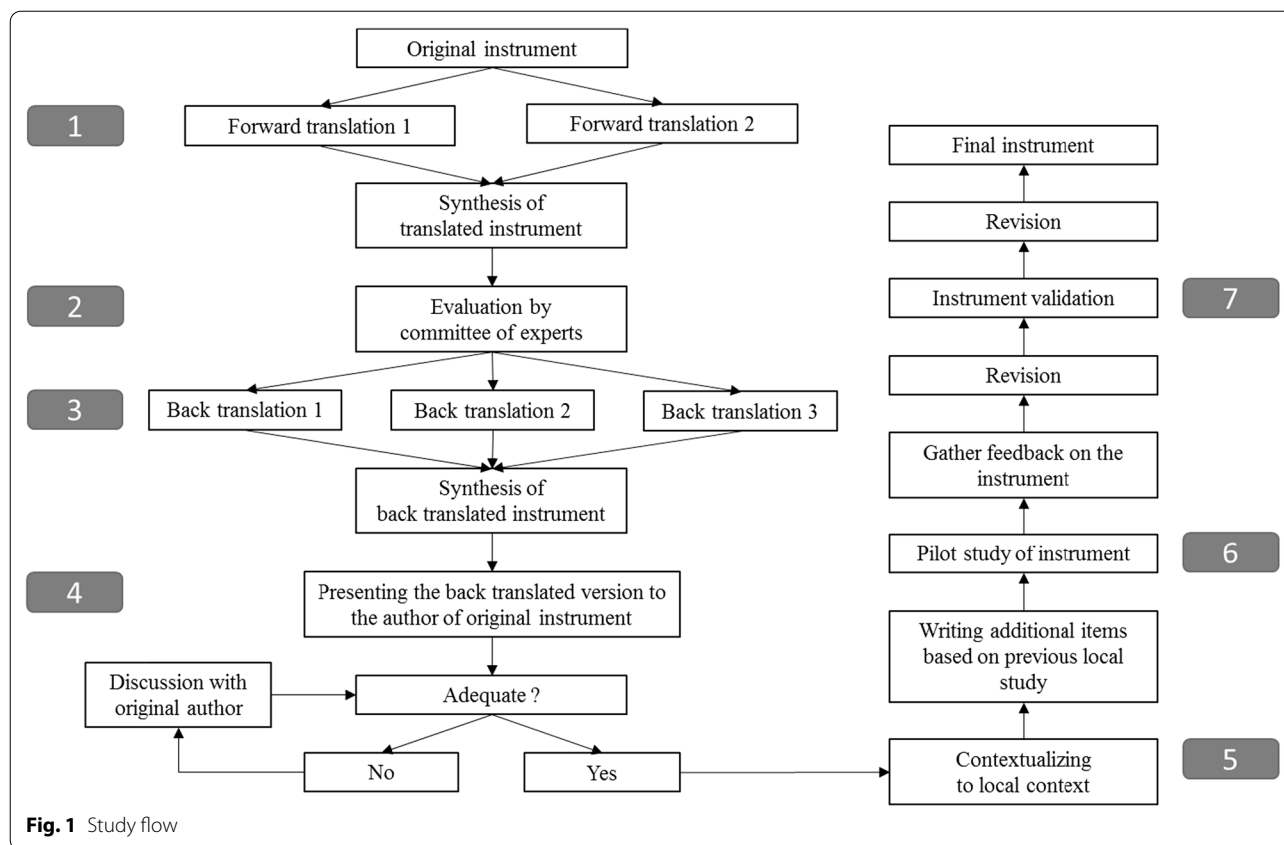 Original instrument
1
Forward translation 1
Forward translation 2
Synthesis of
translated instrument
2
Evaluation by
committee of experts
3
Back translation 1
Back translation 2
Back translation 3
Synthesis of
back translated instrument
4
Presenting the back translated version to
the author of original instrument
Discussion with
original author
Adequate ?
No
Yes
Final instrument
Revision
Instrument validation
7
Revision
Gather feedback on the
instrument
Pilot study of instrument
6
Writing additional items
based on previous local
study
Contextualizing
to local context
5
Fig. 1 Study flow